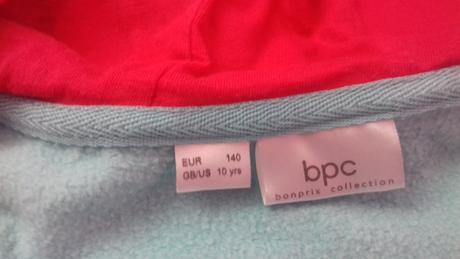 EUR 140
GB/US 10 yrs
bpc
bonprix collection